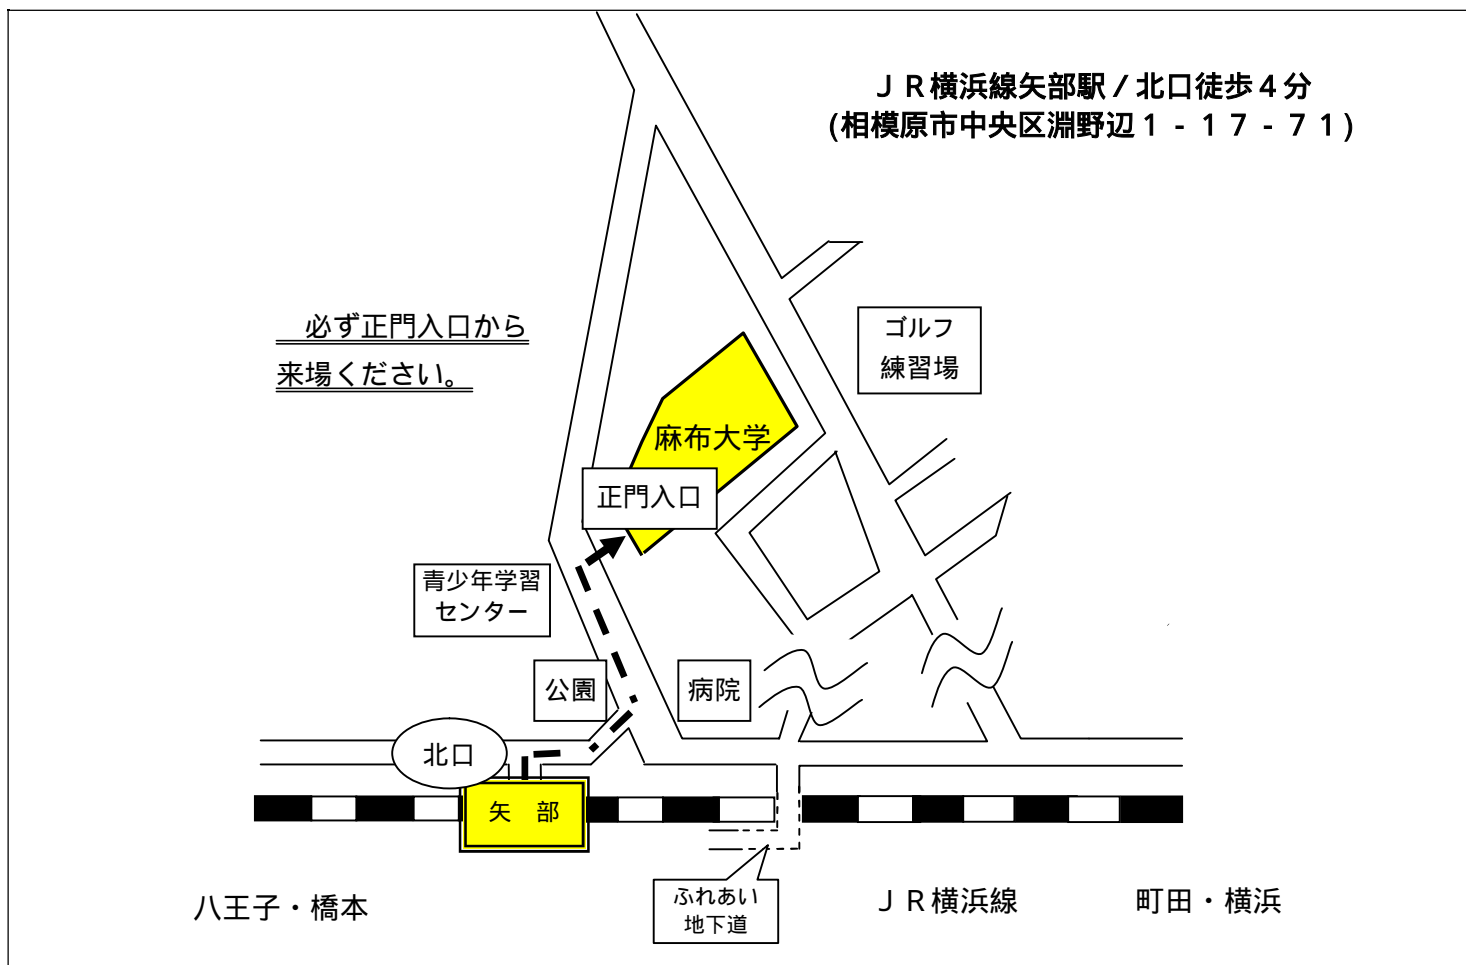 ＪＲ横浜線矢部駅／北口徒歩４分
(相模原市中央区淵野辺１‐１７‐７１)
必ず正門入口から
来場ください。
ゴルフ
練習場
麻布大学
正門入口
青少年学習
センター
公園
病院
北口
矢　部
ふれあい
地下道
八王子・橋本
ＪＲ横浜線
町田・横浜